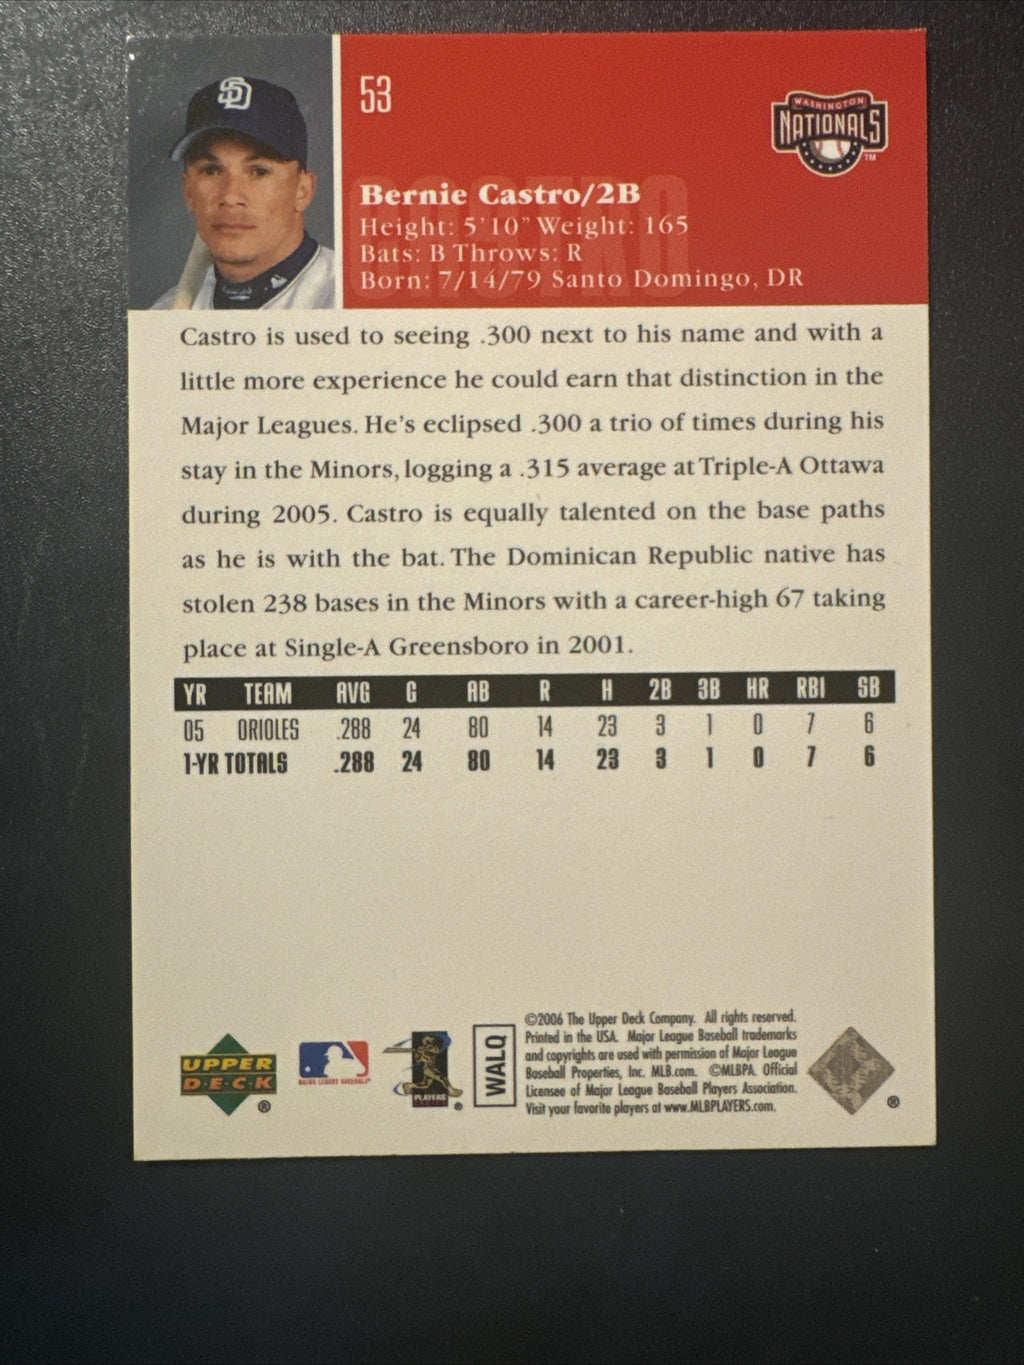 SD
53
WASHINGTON
NATIONALS
TM
CASTRO
Bernie Castro/2B
Height: 5'10" Weight: 165
Bats: B Throws: R
Born: 7/14/79 Santo Domingo, DR
Castro is used to seeing .300 next to his name and with a
little more experience he could earn that distinction in the
Major Leagues. He's eclipsed .300 a trio of times during his
stay in the Minors, logging a .315 average at Triple-A Ottawa
during 2005. Castro is equally talented on the base paths
as he is with the bat. The Dominican Republic native has
stolen 238 bases in the Minors with a career-high 67 taking
place at Single-A Greensboro in 2001.
YR TEAM AVG G AB R H 2B 3B HR RBI SB
05 ORIOLES .288 24 80 14 23 3 1 0 7 6
1-YR TOTALS .288 24 80 14 23 3 1 0 7 6
UPPER
D·E·C·K
®
MAJOR LEAGUE BASEBALL
PLAYERS
®
WALQ
©2006 The Upper Deck Company. All rights reserved.
Printed in the USA. Major League Baseball trademarks
and copyrights are used with permission of Major League
Baseball Properties, Inc. MLB.com. ©MLBPA. Official
Licensee of Major League Baseball Players Association.
Visit your favorite players at www.MLBPLAYERS.com.
®